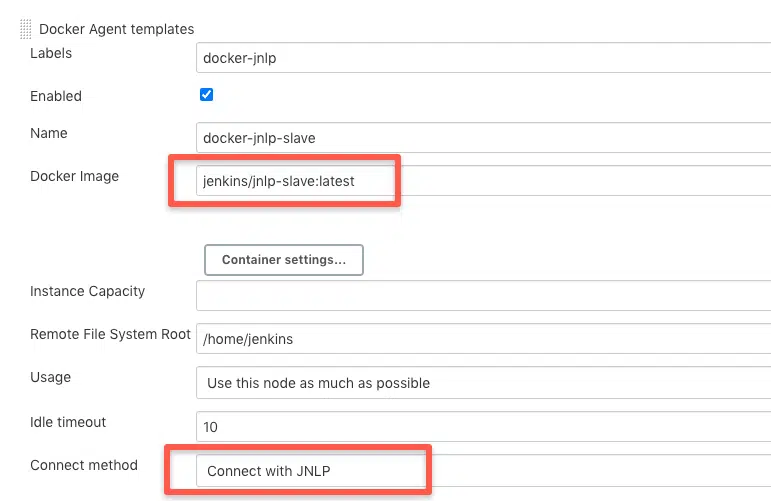 Docker Agent templates
Labels docker-jnlp
Enabled
Name docker-jnlp-slave
Docker Image jenkins/jnlp-slave:latest
Container settings...
Instance Capacity
Remote File System Root /home/jenkins
Usage Use this node as much as possible
Idle timeout 10
Connect method Connect with JNLP